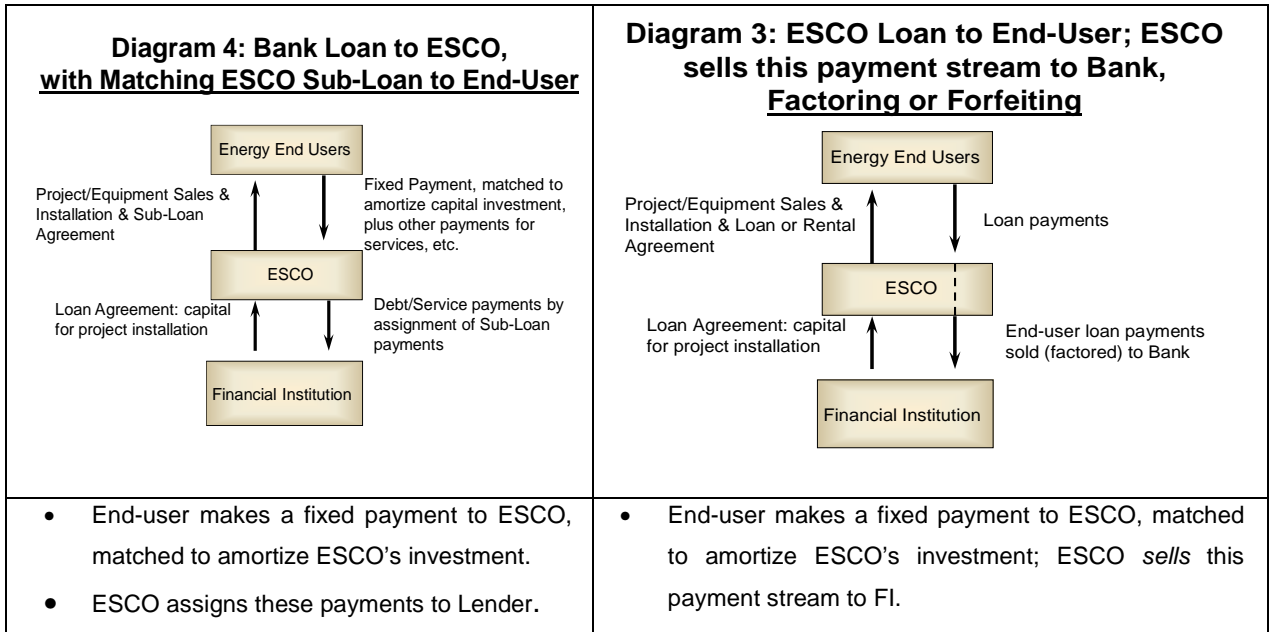 Diagram 4: Bank Loan to ESCO,
with Matching ESCO Sub-Loan to End-User
Energy End Users
Project/Equipment Sales &
Installation & Sub-Loan
Agreement
Fixed Payment, matched to
amortize capital investment,
plus other payments for
services, etc.
ESCO
Loan Agreement: capital
for project installation
Debt/Service payments by
assignment of Sub-Loan
payments
Financial Institution
Diagram 3: ESCO Loan to End-User; ESCO
sells this payment stream to Bank,
Factoring or Forfeiting
Energy End Users
Project/Equipment Sales &
Installation & Loan or Rental
Agreement
Loan payments
ESCO
Loan Agreement: capital
for project installation
End-user loan payments
sold (factored) to Bank
Financial Institution
• End-user makes a fixed payment to ESCO,
matched to amortize ESCO’s investment.
• ESCO assigns these payments to Lender.
• End-user makes a fixed payment to ESCO, matched
to amortize ESCO’s investment; ESCO sells this
payment stream to FI.